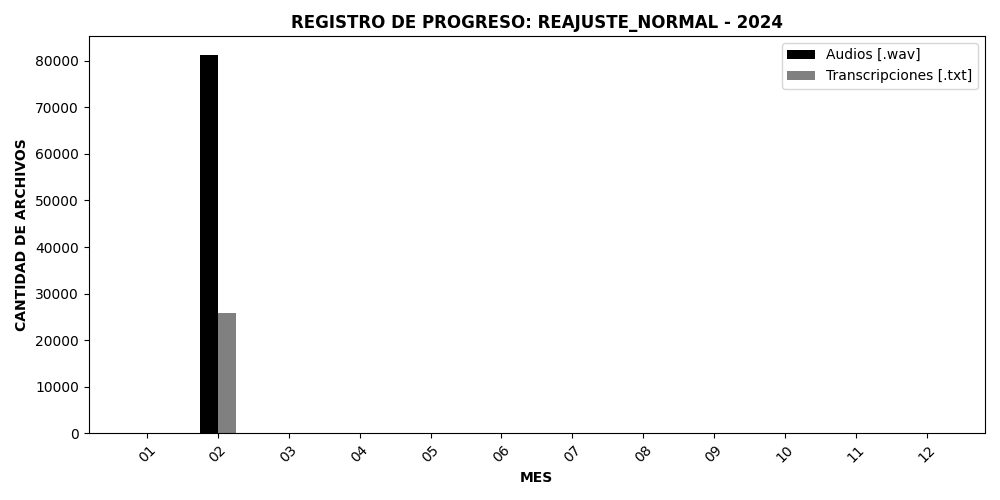 REGISTRO DE PROGRESO: REAJUSTE_NORMAL - 2024
Audios [.wav]
Transcripciones [.txt]
CANTIDAD DE ARCHIVOS
80000
70000
60000
50000
40000
30000
20000
10000
0
01 02 03 04 05 06 07 08 09 10 11 12
MES